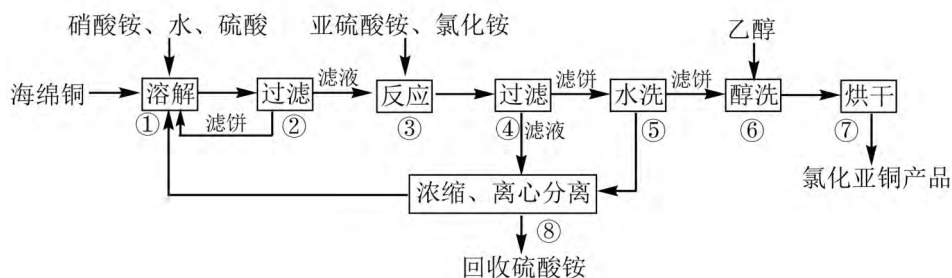 硝酸铵、水、硫酸
亚硫酸铵、氯化铵
乙醇
海绵铜
溶解
过滤
滤液
反应
过滤
滤饼
水洗
滤饼
醇洗
烘干
①
滤饼
②
③
④
滤液
⑤
⑥
⑦
浓缩、离心分离
氯化亚铜产品
⑧
回收硫酸铵